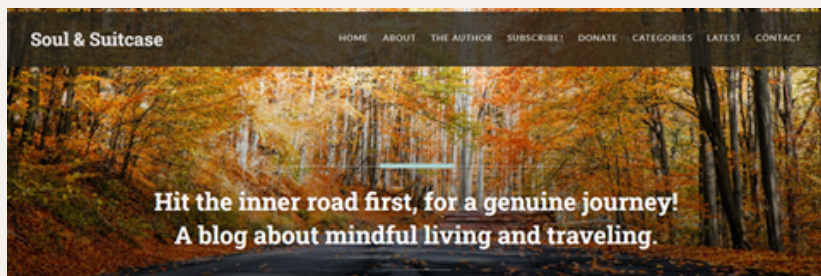 Soul & Suitcase
HOME ABOUT THE AUTHOR SUBSCRIBE! DONATE CATEGORIES LATEST CONTACT
Hit the inner road first, for a genuine journey!
A blog about mindful living and traveling.